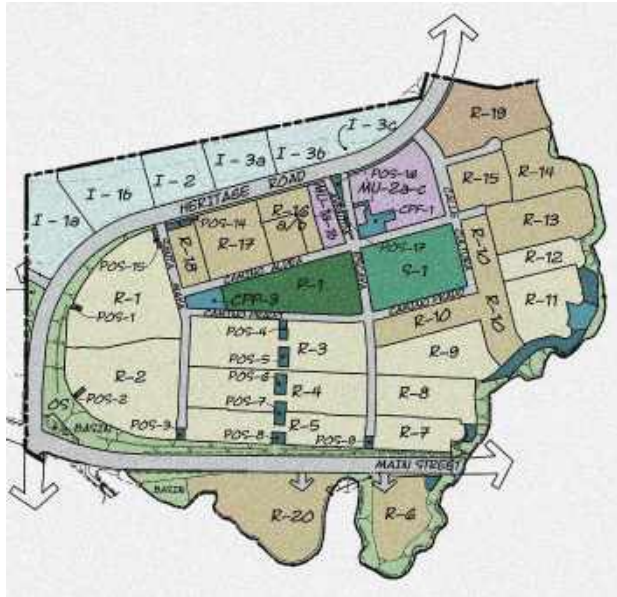 R-19
I-3c
I-3b
I-3a
I-2
I-1b
I-1a
HERITAGE ROAD
POS-16
MU-2a-c
CPF-1
R-15
R-14
R-13
R-12
R-11
R-10
R-10
R-10
POS-14
R-16
a/b
R-17
R-18
POS-15
POS-17
S-1
P-1
CPF-3
R-1
POS-1
POS-4
R-3
POS-5
R-9
R-2
POS-6
R-4
R-8
POS-2
POS-7
OS
BASIN
POS-3
R-5
R-7
POS-8
POS-9
MAIN STREET
BASIN
R-20
R-6